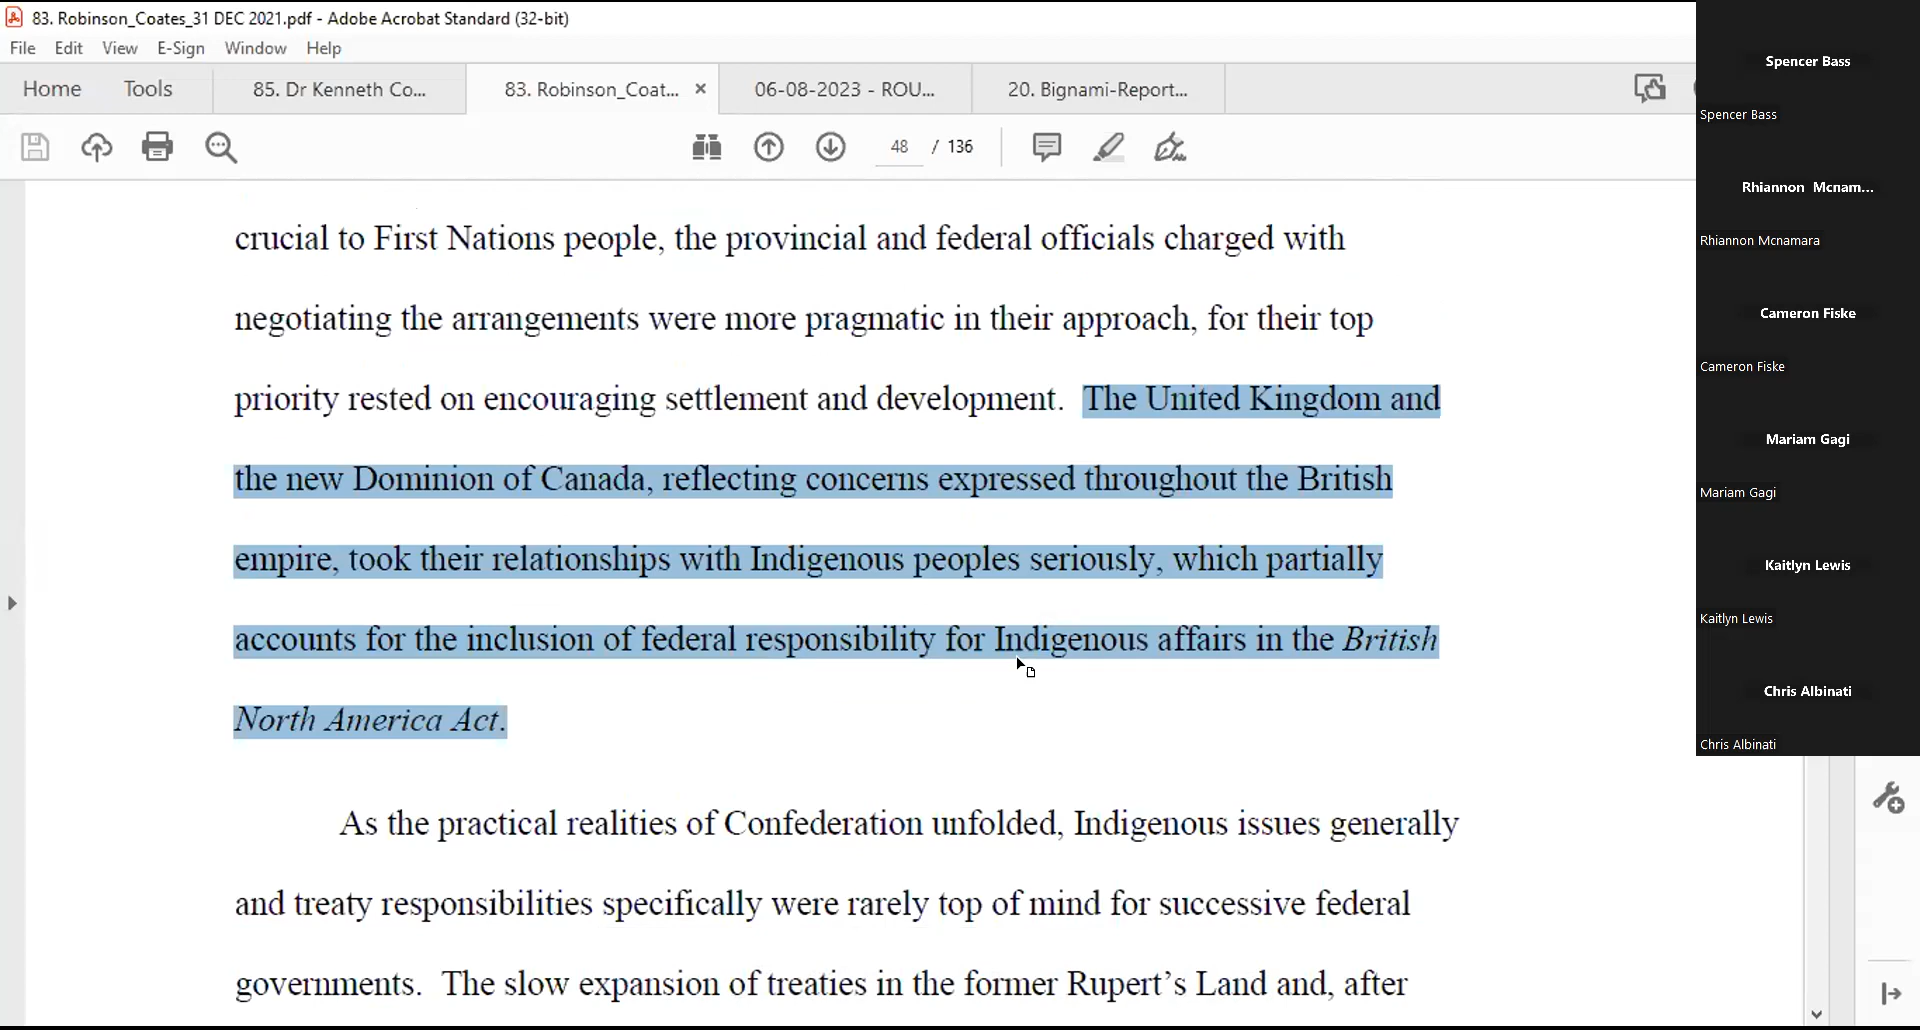 83. Robinson_Coates_31 DEC 2021.pdf - Adobe Acrobat Standard (32-bit)
File Edit View E-Sign Window Help
Home Tools 85. Dr Kenneth Co... 83. Robinson_Coat... × 06-08-2023 - ROU... 20. Bignami-Report...
48 / 136
crucial to First Nations people, the provincial and federal officials charged with
negotiating the arrangements were more pragmatic in their approach, for their top
priority rested on encouraging settlement and development. The United Kingdom and
the new Dominion of Canada, reflecting concerns expressed throughout the British
empire, took their relationships with Indigenous peoples seriously, which partially
accounts for the inclusion of federal responsibility for Indigenous affairs in the British
North America Act.
As the practical realities of Confederation unfolded, Indigenous issues generally
and treaty responsibilities specifically were rarely top of mind for successive federal
governments. The slow expansion of treaties in the former Rupert’s Land and, after
Spencer Bass
Spencer Bass
Rhiannon Mcnam...
Rhiannon Mcnamara
Cameron Fiske
Cameron Fiske
Mariam Gagi
Mariam Gagi
Kaitlyn Lewis
Kaitlyn Lewis
Chris Albinati
Chris Albinati